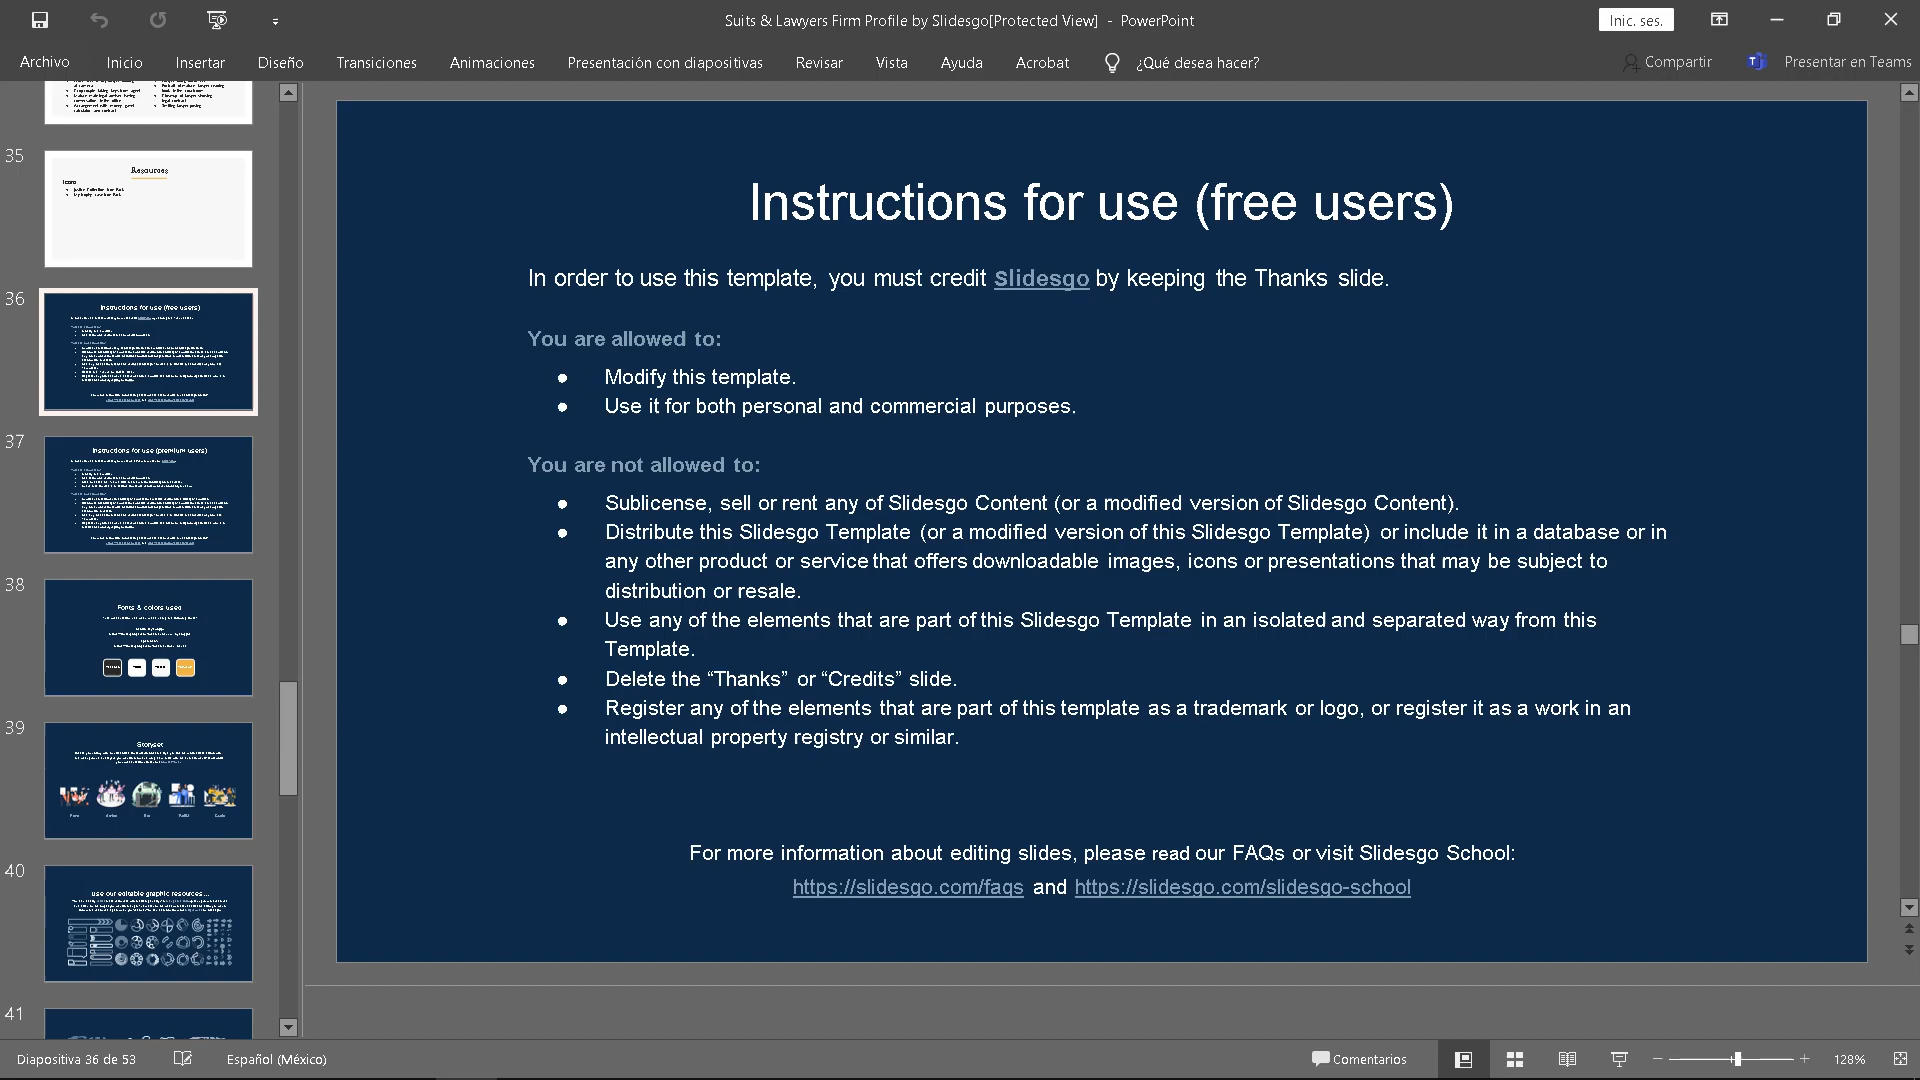 Suits & Lawyers Firm Profile by Slidesgo[Protected View] - PowerPoint
Inic. ses.
Archivo
Inicio
Insertar
Diseño
Transiciones
Animaciones
Presentación con diapositivas
Revisar
Vista
Ayuda
Acrobat
¿Qué desea hacer?
Compartir
Presentar en Teams
35
Resources
36
Instructions for use (free users)
37
Instructions for use (premium users)
38
Fonts & colors used
39
Storyset
40
Use our editable graphic resources...
41
Instructions for use (free users)
In order to use this template, you must credit Slidesgo by keeping the Thanks slide.
You are allowed to:
● Modify this template.
● Use it for both personal and commercial purposes.
You are not allowed to:
● Sublicense, sell or rent any of Slidesgo Content (or a modified version of Slidesgo Content).
● Distribute this Slidesgo Template (or a modified version of this Slidesgo Template) or include it in a database or in
any other product or service that offers downloadable images, icons or presentations that may be subject to
distribution or resale.
● Use any of the elements that are part of this Slidesgo Template in an isolated and separated way from this
Template.
● Delete the “Thanks” or “Credits” slide.
● Register any of the elements that are part of this template as a trademark or logo, or register it as a work in an
intellectual property registry or similar.
For more information about editing slides, please read our FAQs or visit Slidesgo School:
https://slidesgo.com/faqs and https://slidesgo.com/slidesgo-school
Diapositiva 36 de 53
Español (México)
Comentarios
128%